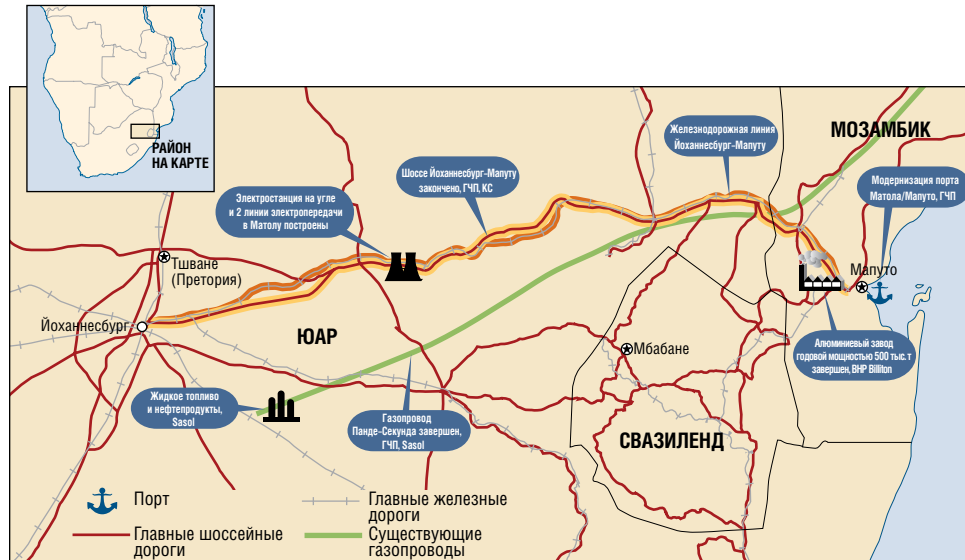 РАЙОН
НА КАРТЕ
МОЗАМБИК
Железнодорожная линия
Йоханнесбург-Мапуту
Шоссе Йоханнесбург-Мапуту
закончено, ГЧП, КС
Модернизация порта
Матола/Мапуто, ГЧП
Электростанция на угле
и 2 линии электропередачи
в Матолу построены
Тшване
(Претория)
Мапуто
Йоханнесбург
ЮАР
Мбабане
Алюминиевый завод
годовой мощностью 500 тыс. т
завершен, BHP Billiton
Жидкое топливо
и нефтепродукты,
Sasol
Газопровод
Панде-Секунда завершен,
ГЧП, Sasol
СВАЗИЛЕНД
Порт
Главные железные
дороги
Главные шоссейные
дороги
Существующие
газопроводы